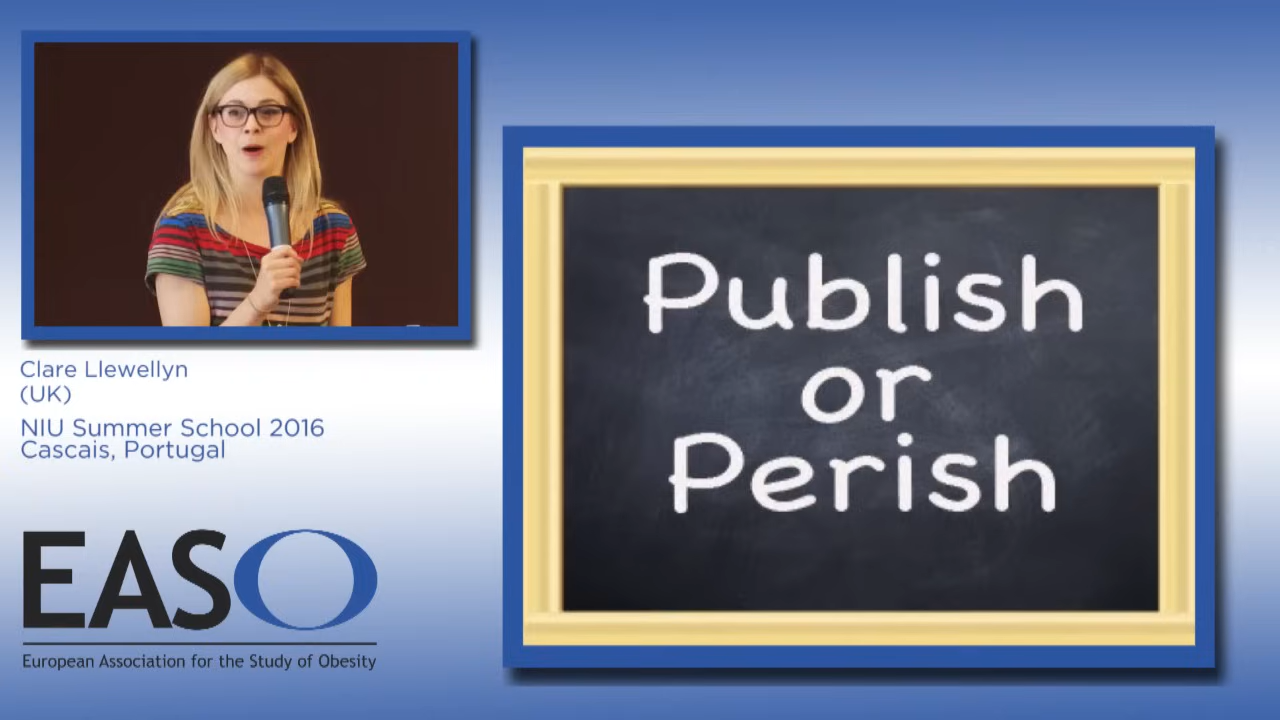 Clare Llewellyn
(UK)
NIU Summer School 2016
Cascais, Portugal
EASO
European Association for the Study of Obesity
Publish
or
Perish